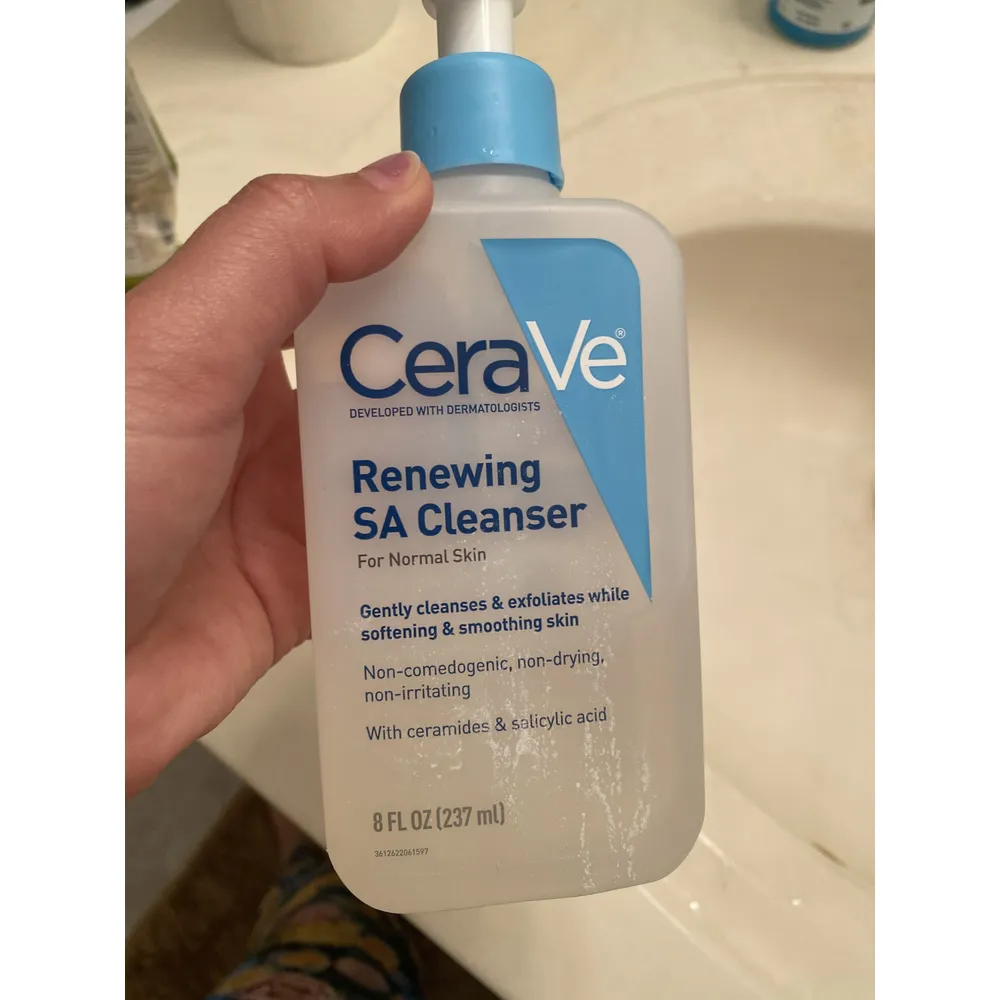 CeraVe®
DEVELOPED WITH DERMATOLOGISTS
Renewing
SA Cleanser
For Normal Skin
Gently cleanses & exfoliates while
softening & smoothing skin
Non-comedogenic, non-drying,
non-irritating
With ceramides & salicylic acid
8 FL OZ (237 ml)
3612622061597